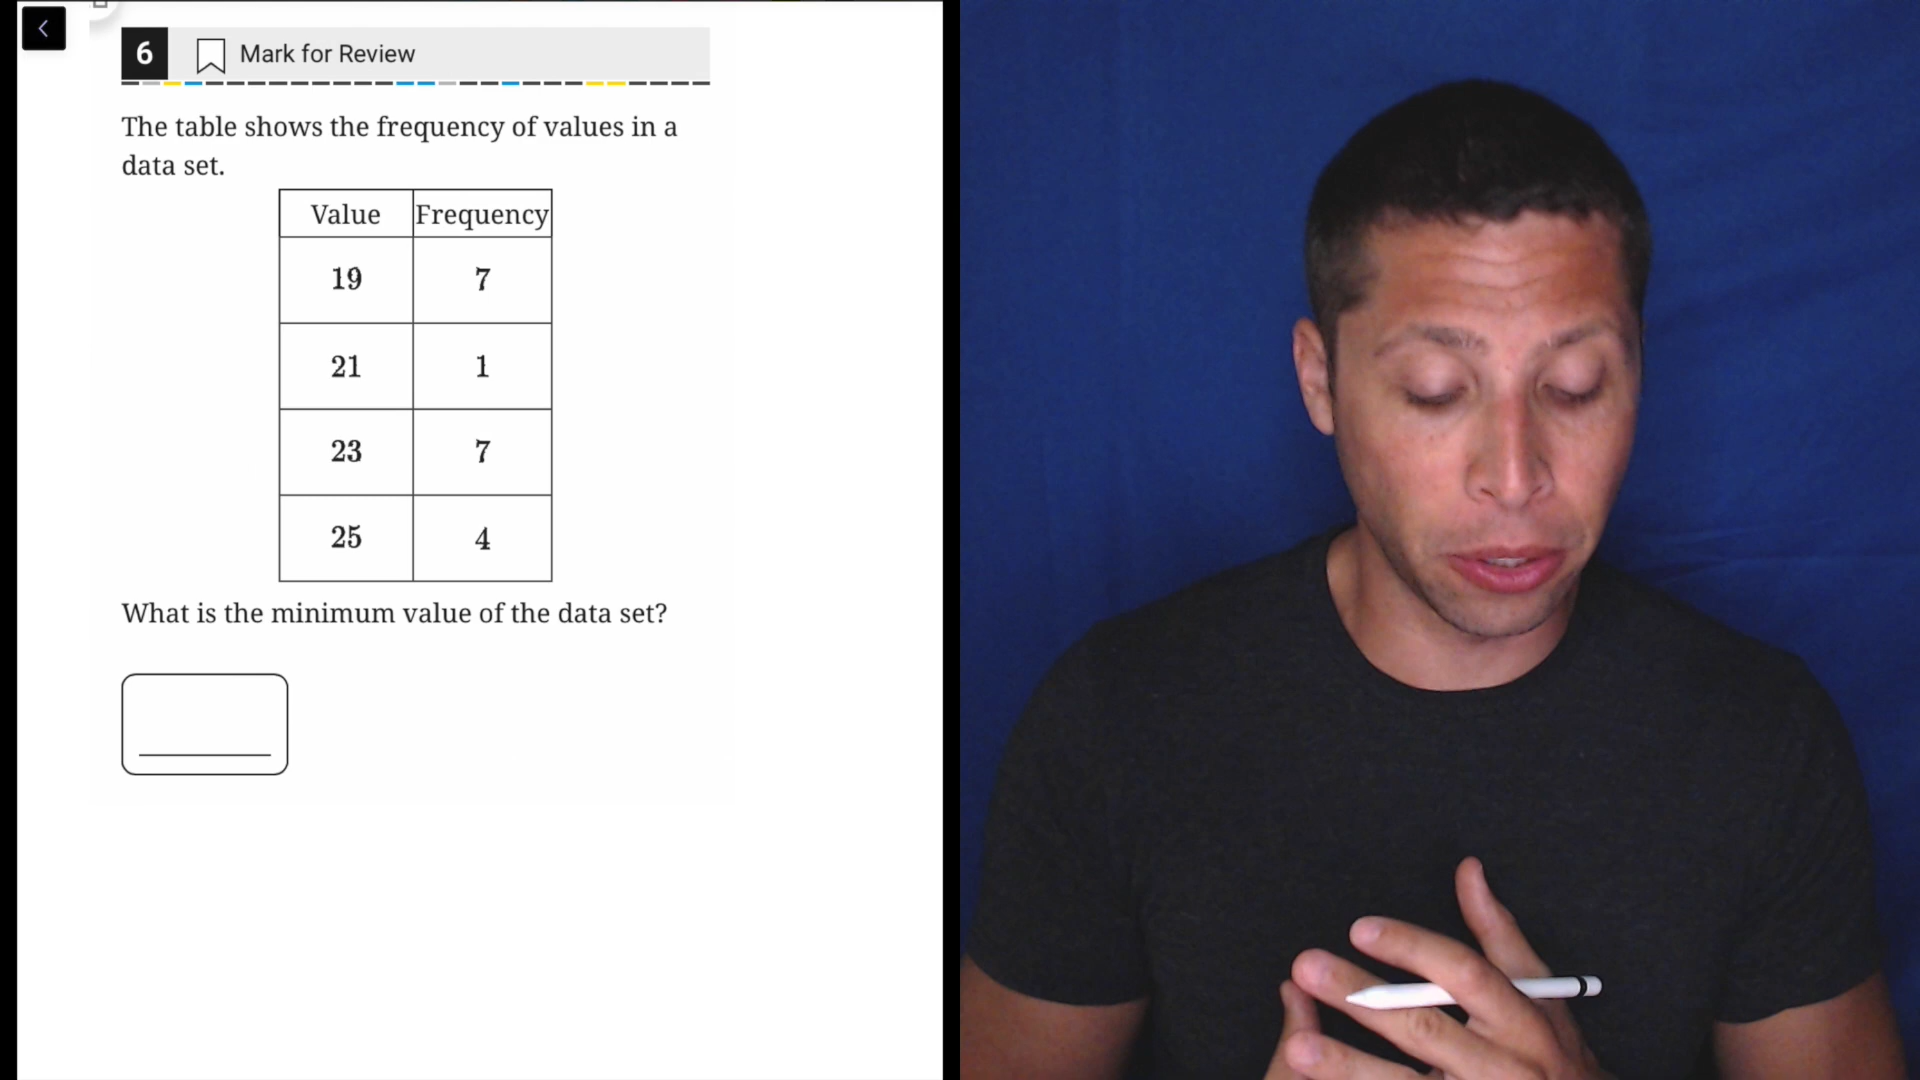 6 Mark for Review
The table shows the frequency of values in a
data set.
Value Frequency
19 7
21 1
23 7
25 4
What is the minimum value of the data set?